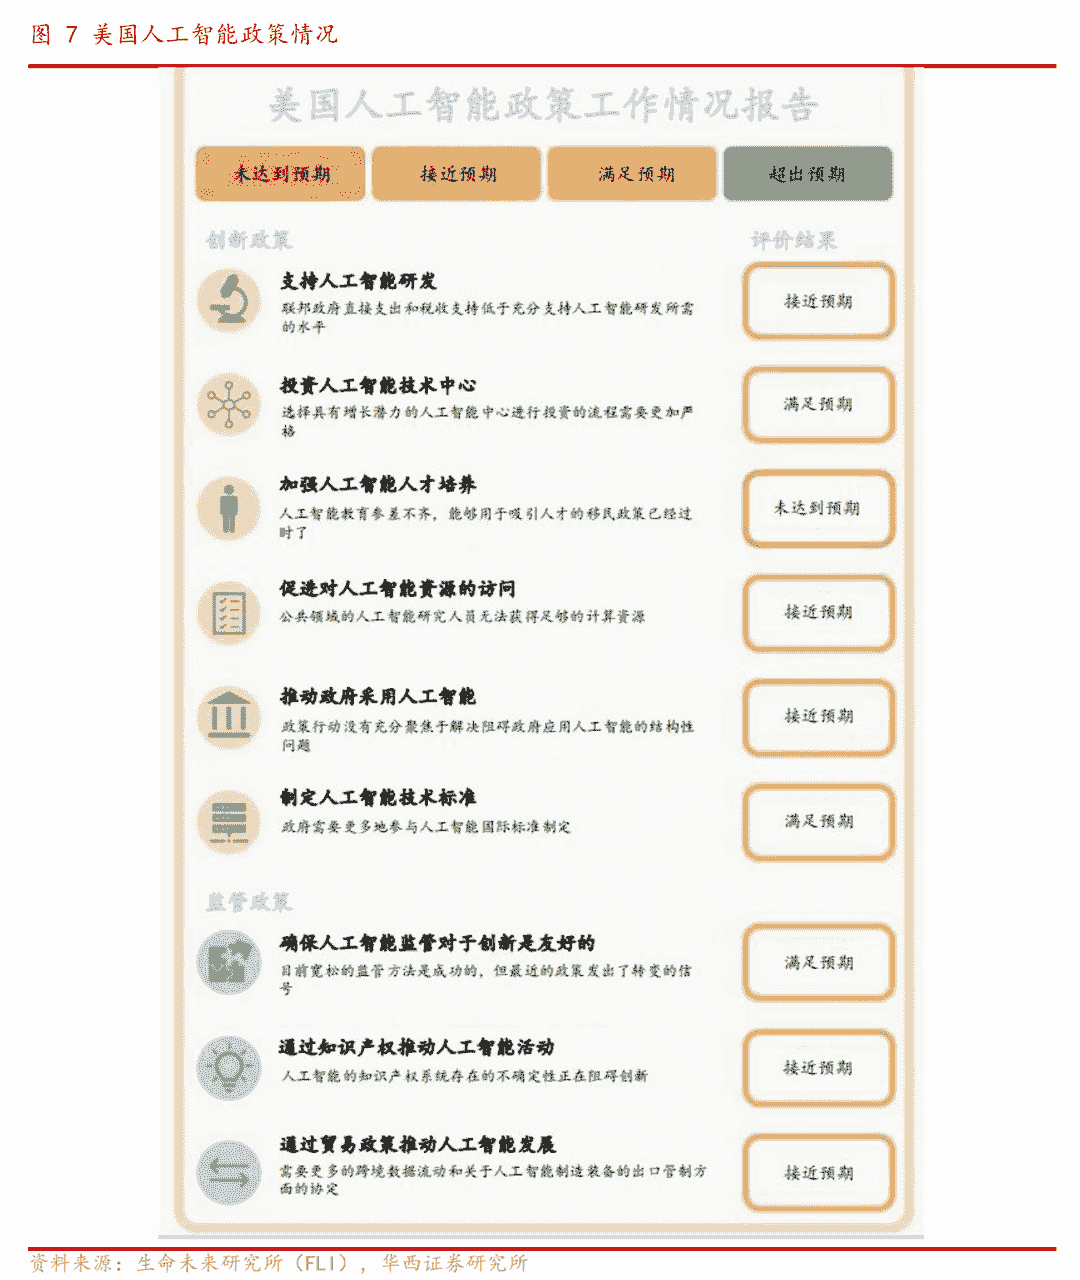 图 7 美国人工智能政策情况
美国人工智能政策工作情况报告
未达到预期 接近预期 满足预期 超出预期
创新政策 评价结果
支持人工智能研发
联邦政府直接支出和税收支持低于充分支持人工智能研发所需
的水平
接近预期
投资人工智能技术中心
选择具有增长潜力的人工智能中心进行投资的流程需要更加严
格
满足预期
加强人工智能人才培养
人工智能教育参差不齐，能够用于吸引人才的移民政策已经过
时了
未达到预期
促进对人工智能资源的访问
公共领域的人工智能研究人员无法获得足够的计算资源
接近预期
推动政府采用人工智能
政策行动没有充分聚焦于解决阻碍政府应用人工智能的结构性
问题
接近预期
制定人工智能技术标准
政府需要更多地参与人工智能国际标准制定
满足预期
监管政策
确保人工智能监管对于创新是友好的
目前宽松的监管方法是成功的，但最近的政策发出了转变的信
号
满足预期
通过知识产权推动人工智能活动
人工智能的知识产权系统存在的不确定性正在阻碍创新
接近预期
通过贸易政策推动人工智能发展
需要更多的跨境数据流动和关于人工智能制造装备的出口管制方
面的协定
接近预期
资料来源：生命未来研究所（FLI），华西证券研究所